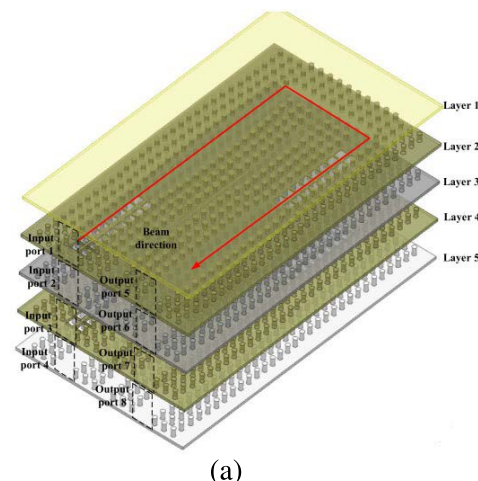 Layer 1
Layer 2
Layer 3
Layer 4
Layer 5
Beam
direction
Input
port 1
Input
port 2
Input
port 3
Input
port 4
Output
port 5
Output
port 6
Output
port 7
Output
port 8
(a)